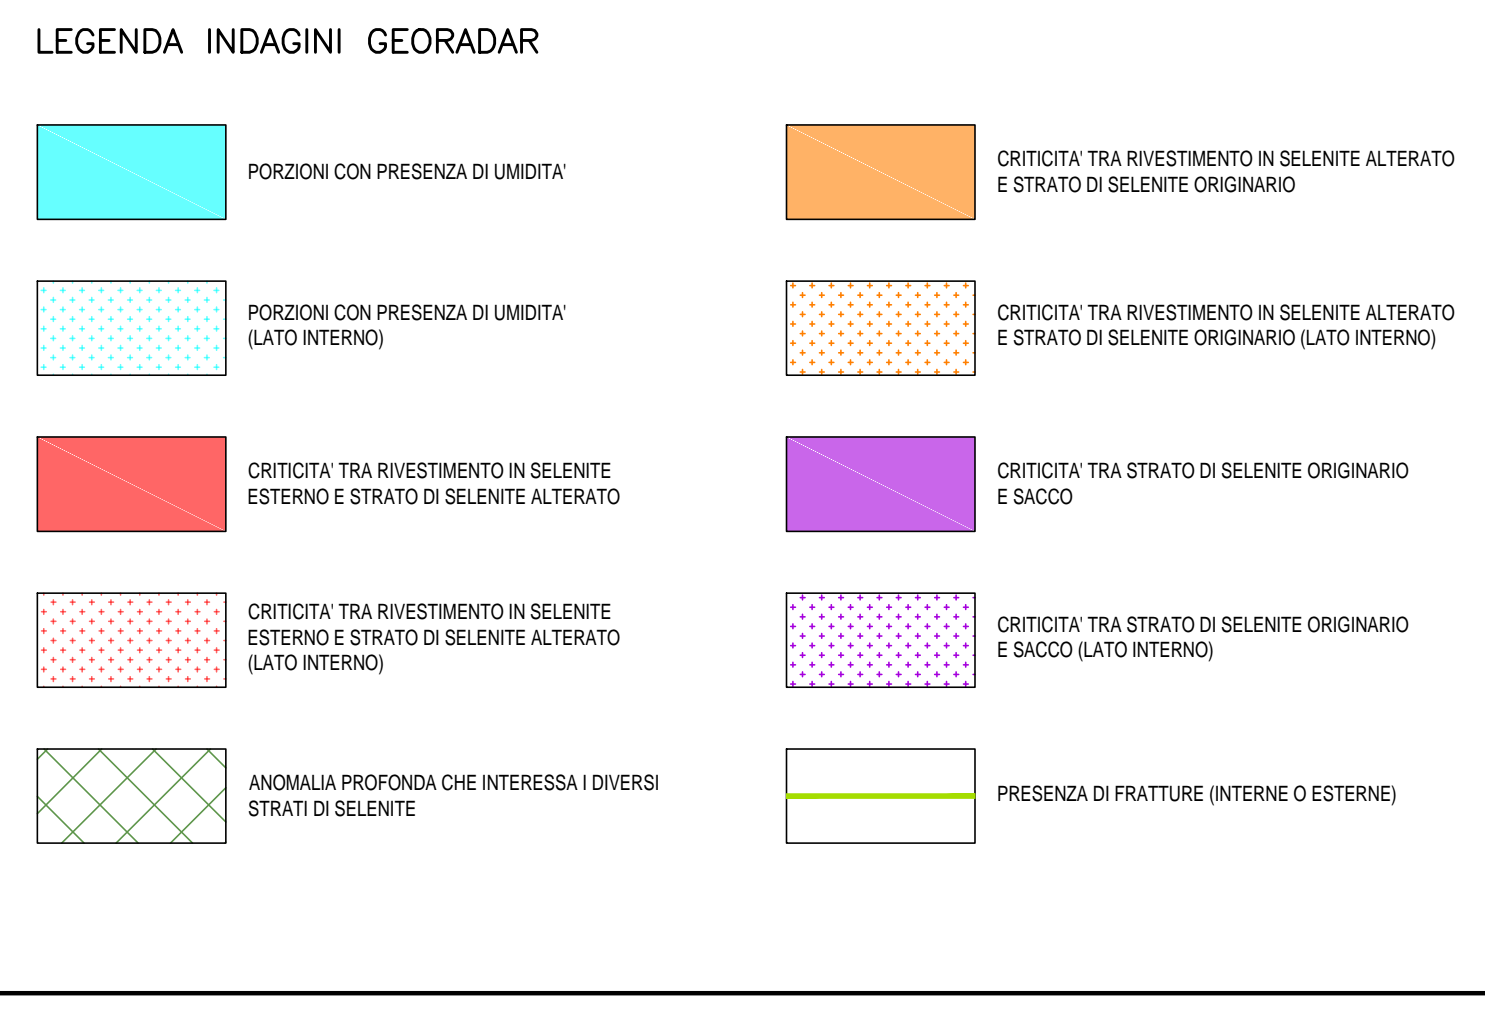 LEGENDA INDAGINI GEORADAR
PORZIONI CON PRESENZA DI UMIDITA'
PORZIONI CON PRESENZA DI UMIDITA'
(LATO INTERNO)
CRITICITA' TRA RIVESTIMENTO IN SELENITE
ESTERNO E STRATO DI SELENITE ALTERATO
CRITICITA' TRA RIVESTIMENTO IN SELENITE
ESTERNO E STRATO DI SELENITE ALTERATO
(LATO INTERNO)
ANOMALIA PROFONDA CHE INTERESSA I DIVERSI
STRATI DI SELENITE
CRITICITA' TRA RIVESTIMENTO IN SELENITE ALTERATO
E STRATO DI SELENITE ORIGINARIO
CRITICITA' TRA RIVESTIMENTO IN SELENITE ALTERATO
E STRATO DI SELENITE ORIGINARIO (LATO INTERNO)
CRITICITA' TRA STRATO DI SELENITE ORIGINARIO
E SACCO
CRITICITA' TRA STRATO DI SELENITE ORIGINARIO
E SACCO (LATO INTERNO)
PRESENZA DI FRATTURE (INTERNE O ESTERNE)